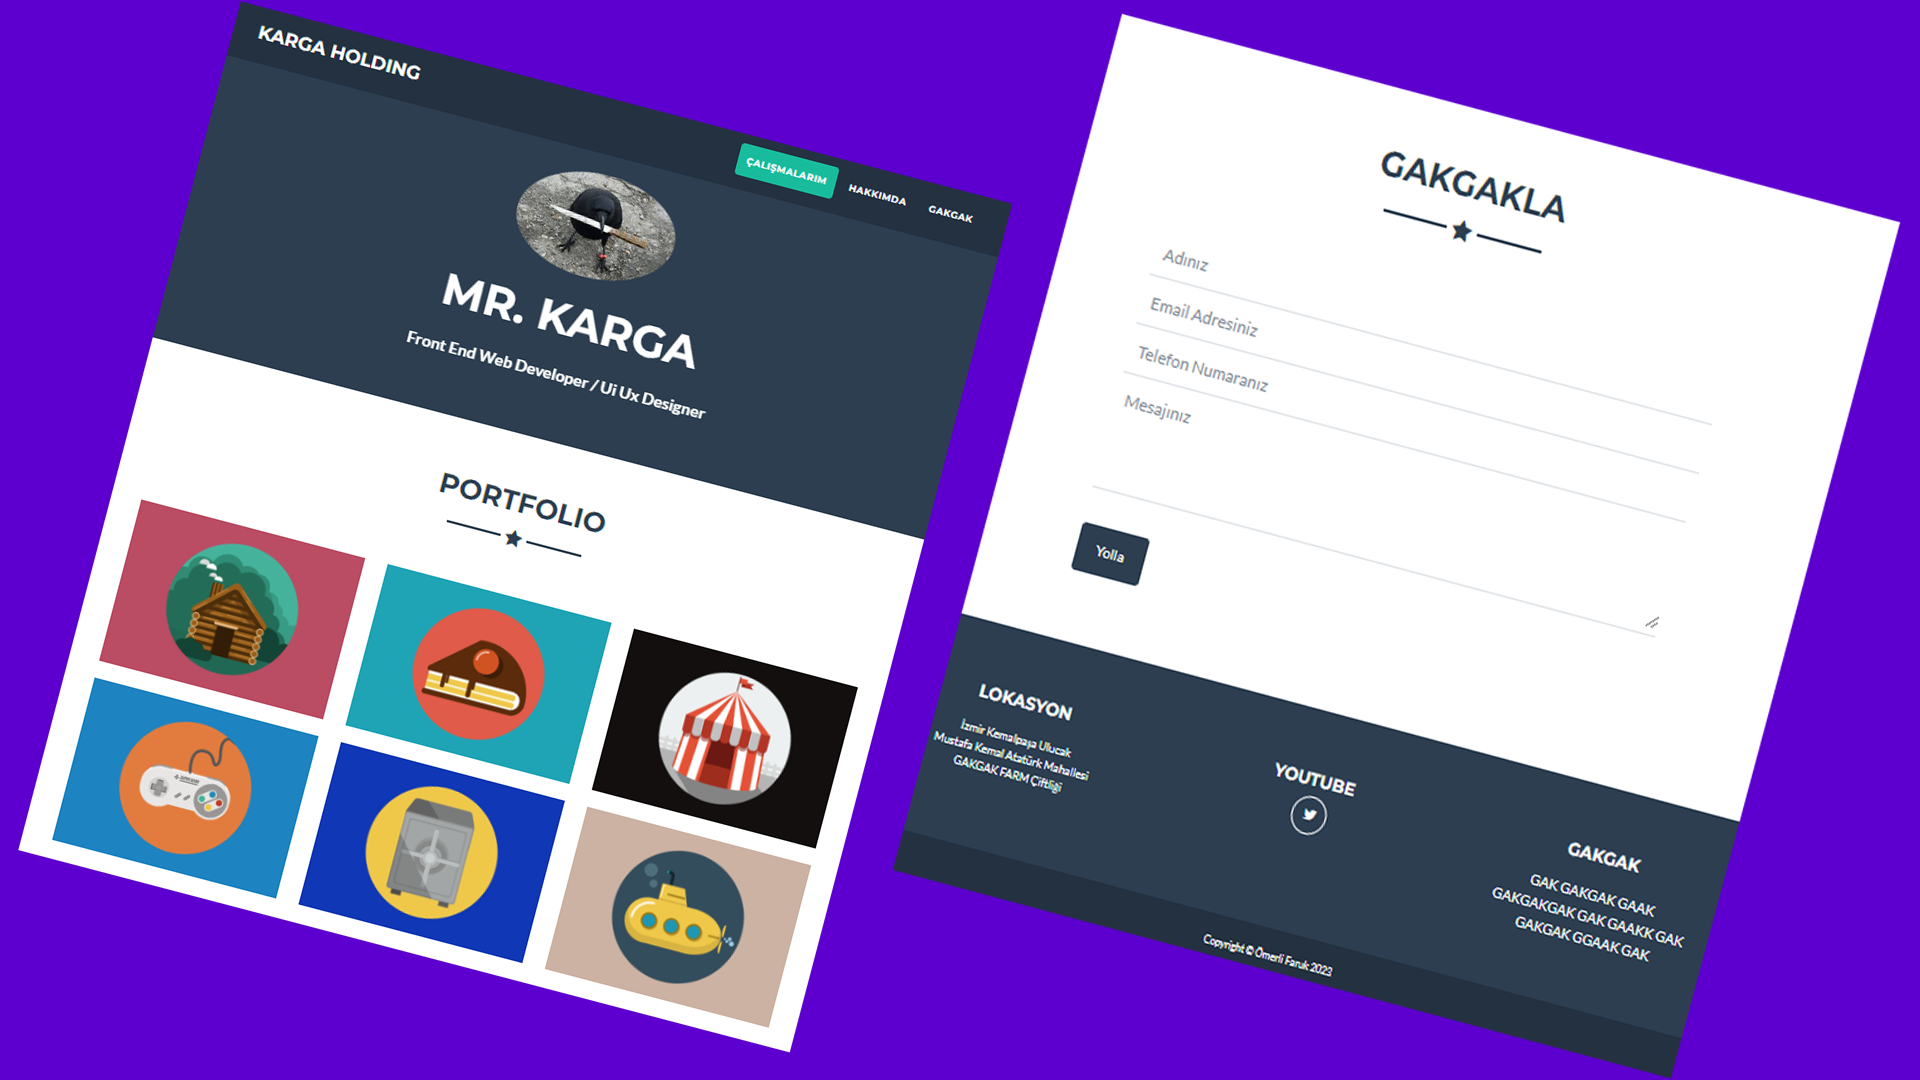 KARGA HOLDING
ÇALIŞMALARIM
HAKKIMDA
GAKGAK
MR. KARGA
Front End Web Developer / Ui Ux Designer
PORTFOLIO
GAKGAKLA
Adınız
Email Adresiniz
Telefon Numaranız
Mesajınız
Yolla
LOKASYON
İzmir Kemalpaşa Ulucak
Mustafa Kemal Atatürk Mahallesi
GAKGAK FARM Çiftliği
YOUTUBE
GAKGAK
GAK GAKGAK GAAK
GAKGAKGAK GAK GAAKK GAK
GAKGAK GGAAK GAK
Copyright © Ömerli Faruk 2023